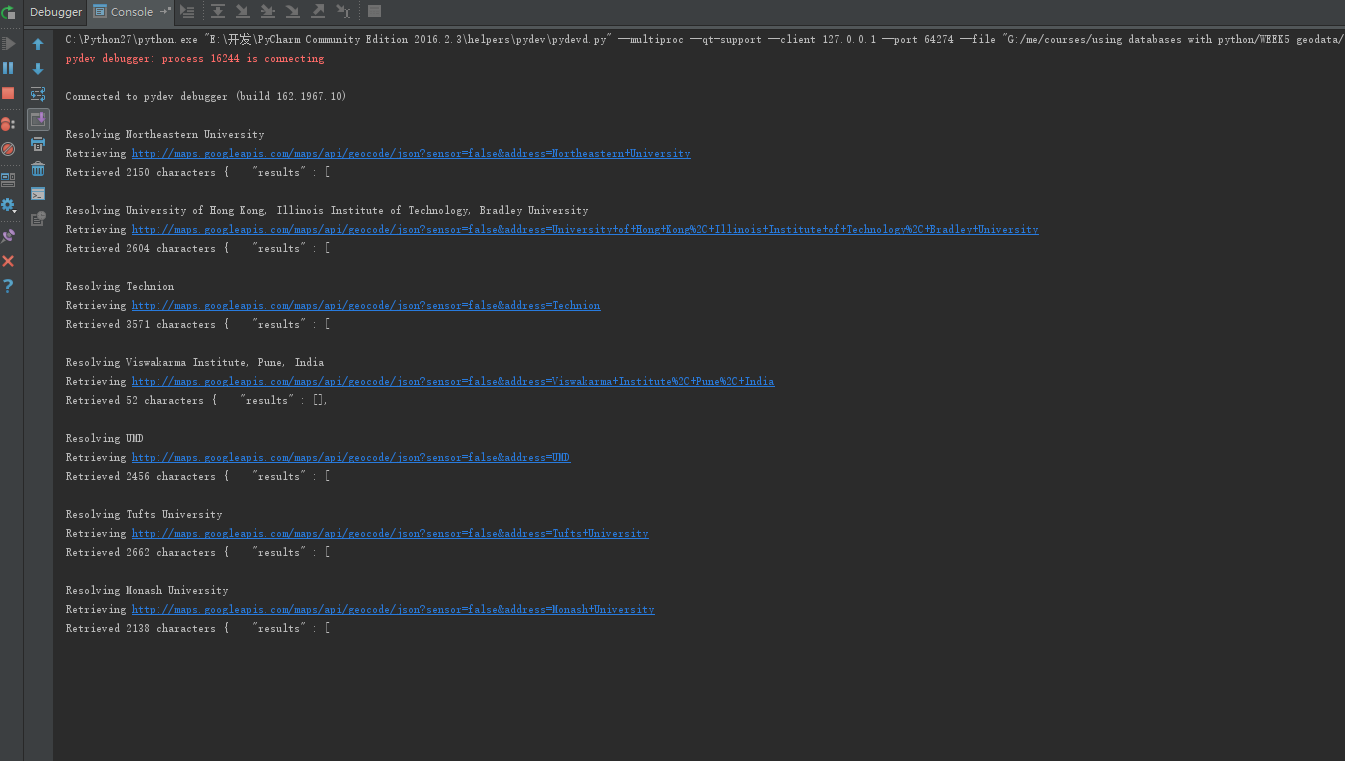 Debugger Console
C:\Python27\python.exe "E:\开发\PyCharm Community Edition 2016.2.3\helpers\pydev\pydevd.py" --multiproc --qt-support --client 127.0.0.1 --port 64274 --file "G:/me/courses/using databases with python/WEEK5 geodata/
pydev debugger: process 16244 is connecting
Connected to pydev debugger (build 162.1967.10)
Resolving Northeastern University
Retrieving http://maps.googleapis.com/maps/api/geocode/json?sensor=false&address=Northeastern+University
Retrieved 2150 characters {    "results" : [
Resolving University of Hong Kong, Illinois Institute of Technology, Bradley University
Retrieving http://maps.googleapis.com/maps/api/geocode/json?sensor=false&address=University+of+Hong+Kong%2C+Illinois+Institute+of+Technology%2C+Bradley+University
Retrieved 2604 characters {    "results" : [
Resolving Technion
Retrieving http://maps.googleapis.com/maps/api/geocode/json?sensor=false&address=Technion
Retrieved 3571 characters {    "results" : [
Resolving Viswakarma Institute, Pune, India
Retrieving http://maps.googleapis.com/maps/api/geocode/json?sensor=false&address=Viswakarma+Institute%2C+Pune%2C+India
Retrieved 52 characters {    "results" : [],
Resolving UMD
Retrieving http://maps.googleapis.com/maps/api/geocode/json?sensor=false&address=UMD
Retrieved 2456 characters {    "results" : [
Resolving Tufts University
Retrieving http://maps.googleapis.com/maps/api/geocode/json?sensor=false&address=Tufts+University
Retrieved 2662 characters {    "results" : [
Resolving Monash University
Retrieving http://maps.googleapis.com/maps/api/geocode/json?sensor=false&address=Monash+University
Retrieved 2138 characters {    "results" : [